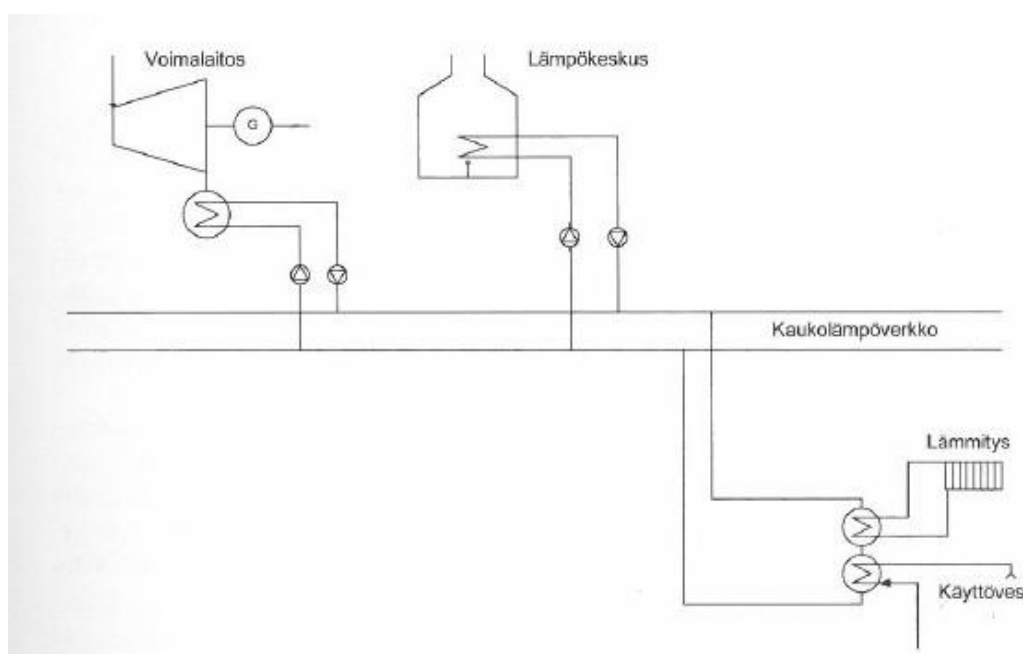 Voimalaitos
Lämpökeskus
G
Kaukolämpöverkko
Lämmitys
Käyttöves